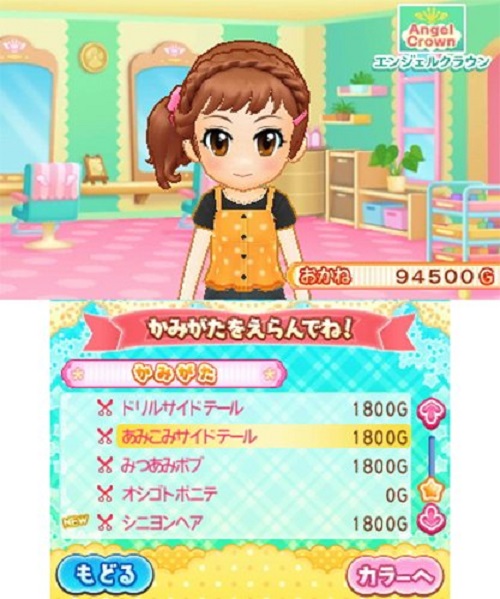 Angel
Crown
エンジェルクラウン
おかね 94500G
かみがたをえらんでね!
かみがた
ドリルサイドテール 1800G
あみこみサイドテール 1800G
みつあみボブ 1800G
オシゴトポニテ 0G
NEW シニヨンヘア 1800G
もどる
カラーへ